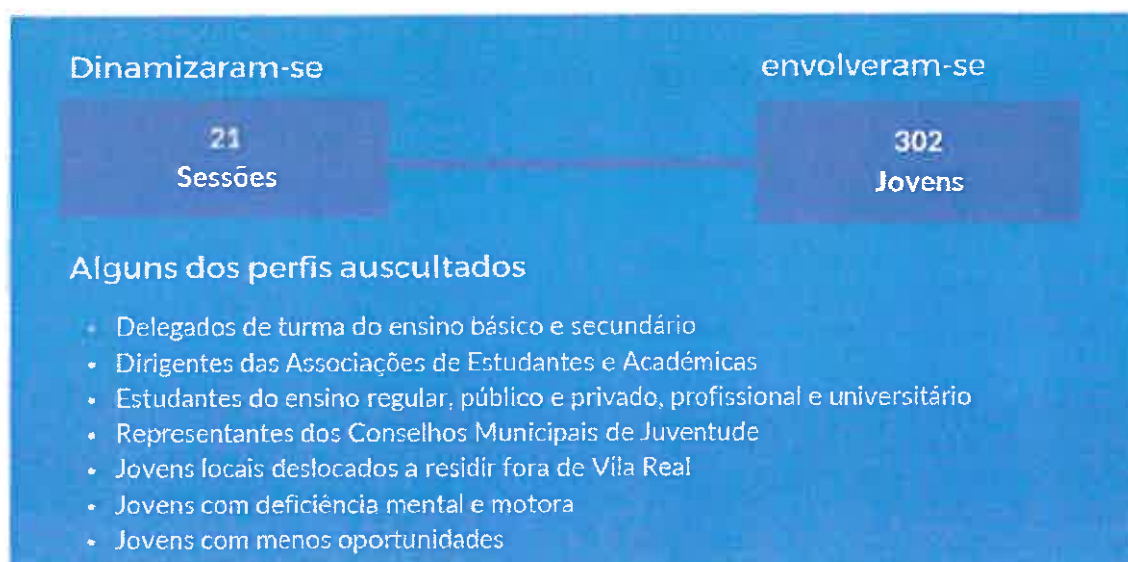 Dinamizaram-se
envolveram-se
21
Sessões
302
Jovens
Alguns dos perfis auscultados
• Delegados de turma do ensino básico e secundário
• Dirigentes das Associações de Estudantes e Académicas
• Estudantes do ensino regular, público e privado, profissional e universitário
• Representantes dos Conselhos Municipais de Juventude
• Jovens locais deslocados a residir fora de Vila Real
• Jovens com deficiência mental e motora
• Jovens com menos oportunidades